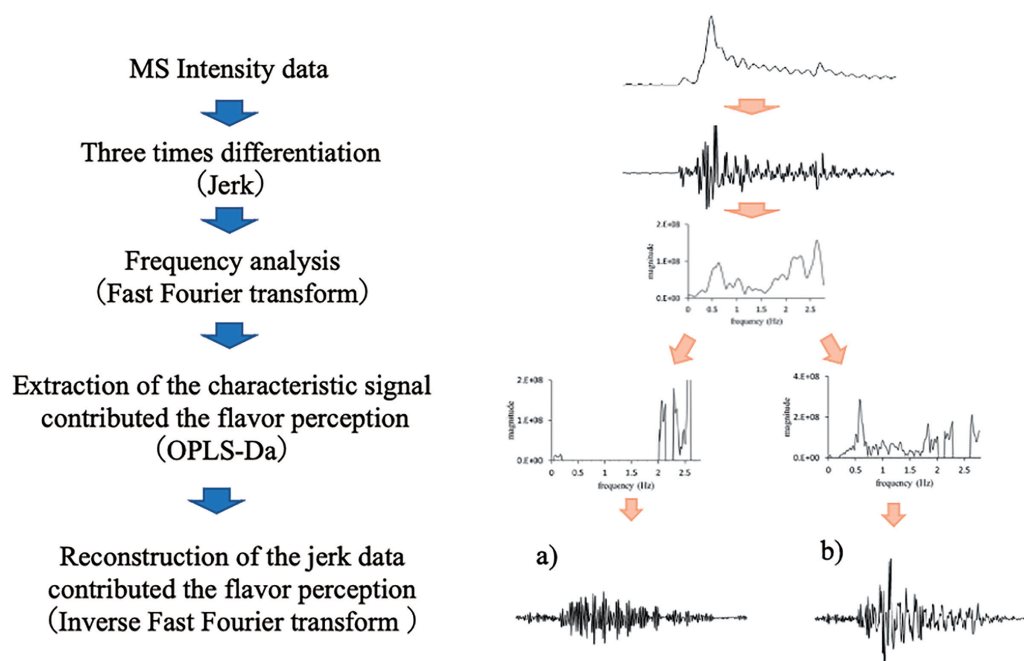 MS Intensity data
Three times differentiation
(Jerk)
Frequency analysis
(Fast Fourier transform)
Extraction of the characteristic signal
contributed the flavor perception
(OPLS-Da)
Reconstruction of the jerk data
contributed the flavor perception
(Inverse Fast Fourier transform )
2.E+08
1.E+08
0.E+00
magnitude
0 0.5 1 1.5 2 2.5
frequency (Hz)
2.E+08
1.E+08
0.E+00
magnitude
0 0.5 1 1.5 2 2.5
frequency (Hz)
4.E+08
2.E+08
0.E+00
magnitude
0 0.5 1 1.5 2 2.5
frequency (Hz)
a)
b)